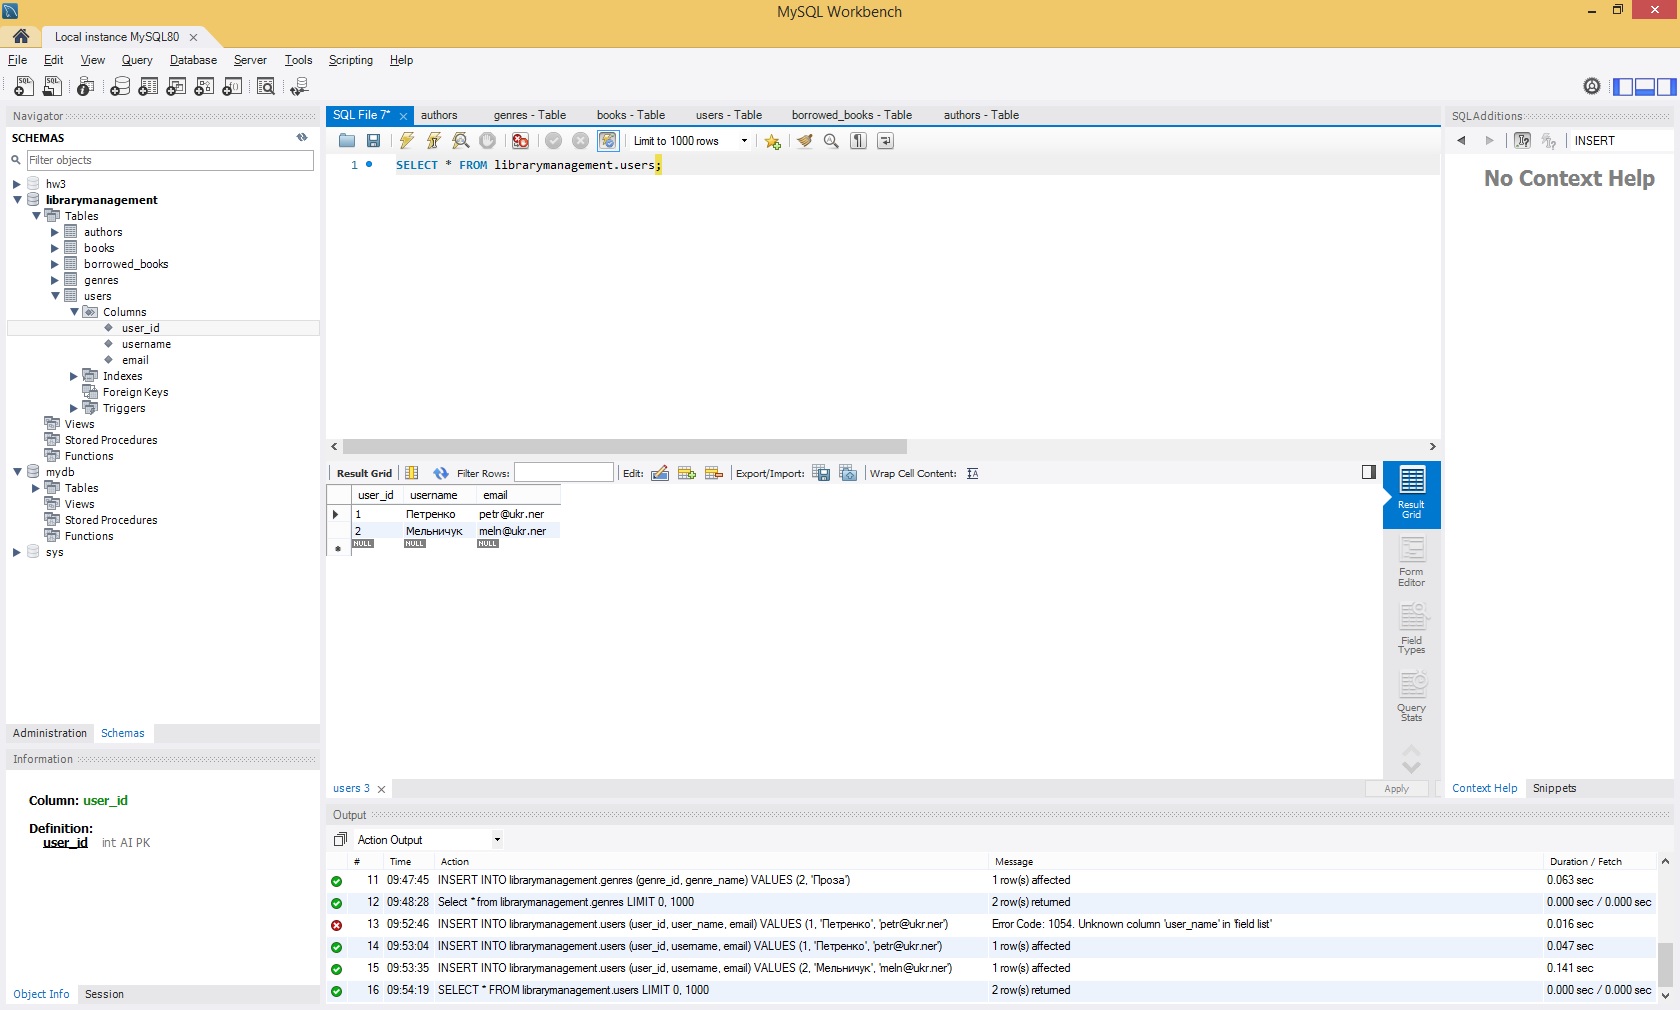 MySQL Workbench
Local instance MySQL80
File Edit View Query Database Server Tools Scripting Help
Navigator
SCHEMAS
Filter objects
hw3
librarymanagement
Tables
authors
books
borrowed_books
genres
users
Columns
user_id
username
email
Indexes
Foreign Keys
Triggers
Views
Stored Procedures
Functions
mydb
Tables
Views
Stored Procedures
Functions
sys
Administration Schemas
Information
Column: user_id
Definition:
user_id int AI PK
Object Info Session
SQL File 7* authors genres - Table books - Table users - Table borrowed_books - Table authors - Table
Limit to 1000 rows
1 SELECT * FROM librarymanagement.users;
Result Grid Filter Rows: Edit: Export/Import: Wrap Cell Content:
user_id username email
1 Петренко petr@ukr.ner
2 Мельничук meln@ukr.ner
NULL NULL NULL
Result
Grid
Form
Editor
Field
Types
Query
Stats
users 3
Apply
SQLAdditions
INSERT
No Context Help
Context Help Snippets
Output
Action Output
# Time Action Message Duration / Fetch
11 09:47:45 INSERT INTO librarymanagement.genres (genre_id, genre_name) VALUES (2, 'Проза') 1 row(s) affected 0.063 sec
12 09:48:28 Select * from librarymanagement.genres LIMIT 0, 1000 2 row(s) returned 0.000 sec / 0.000 sec
13 09:52:46 INSERT INTO librarymanagement.users (user_id, user_name, email) VALUES (1, 'Петренко', 'petr@ukr.ner') Error Code: 1054. Unknown column 'user_name' in 'field list' 0.016 sec
14 09:53:04 INSERT INTO librarymanagement.users (user_id, username, email) VALUES (1, 'Петренко', 'petr@ukr.ner') 1 row(s) affected 0.047 sec
15 09:53:35 INSERT INTO librarymanagement.users (user_id, username, email) VALUES (2, 'Мельничук', 'meln@ukr.ner') 1 row(s) affected 0.141 sec
16 09:54:19 SELECT * FROM librarymanagement.users LIMIT 0, 1000 2 row(s) returned 0.000 sec / 0.000 sec